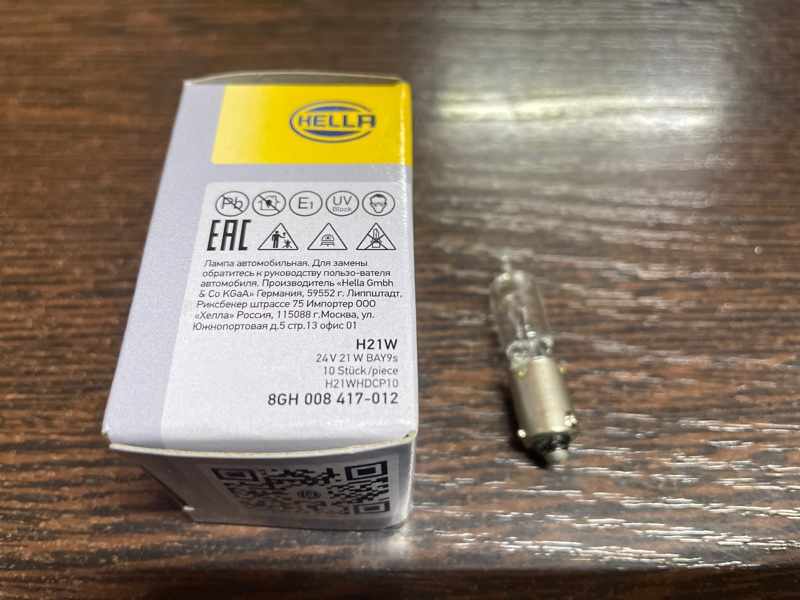 HELLA
Pb
E1
UV
Block
EAC
Лампа автомобильная. Для замены
обратитесь к руководству пользо-вателя
автомобиля. Производитель «Hella Gmbh
& Co KGaA» Германия, 59552 г. Липпштадт,
Риксбекер штрассе 75 Импортер ООО
«Хелла» Россия, 115088 г.Москва, ул.
Южнопортовая д.5 стр.13 офис 01
H21W
24V 21W BAY9s
10 Stück/piece
H21WHDCP10
8GH 008 417-012